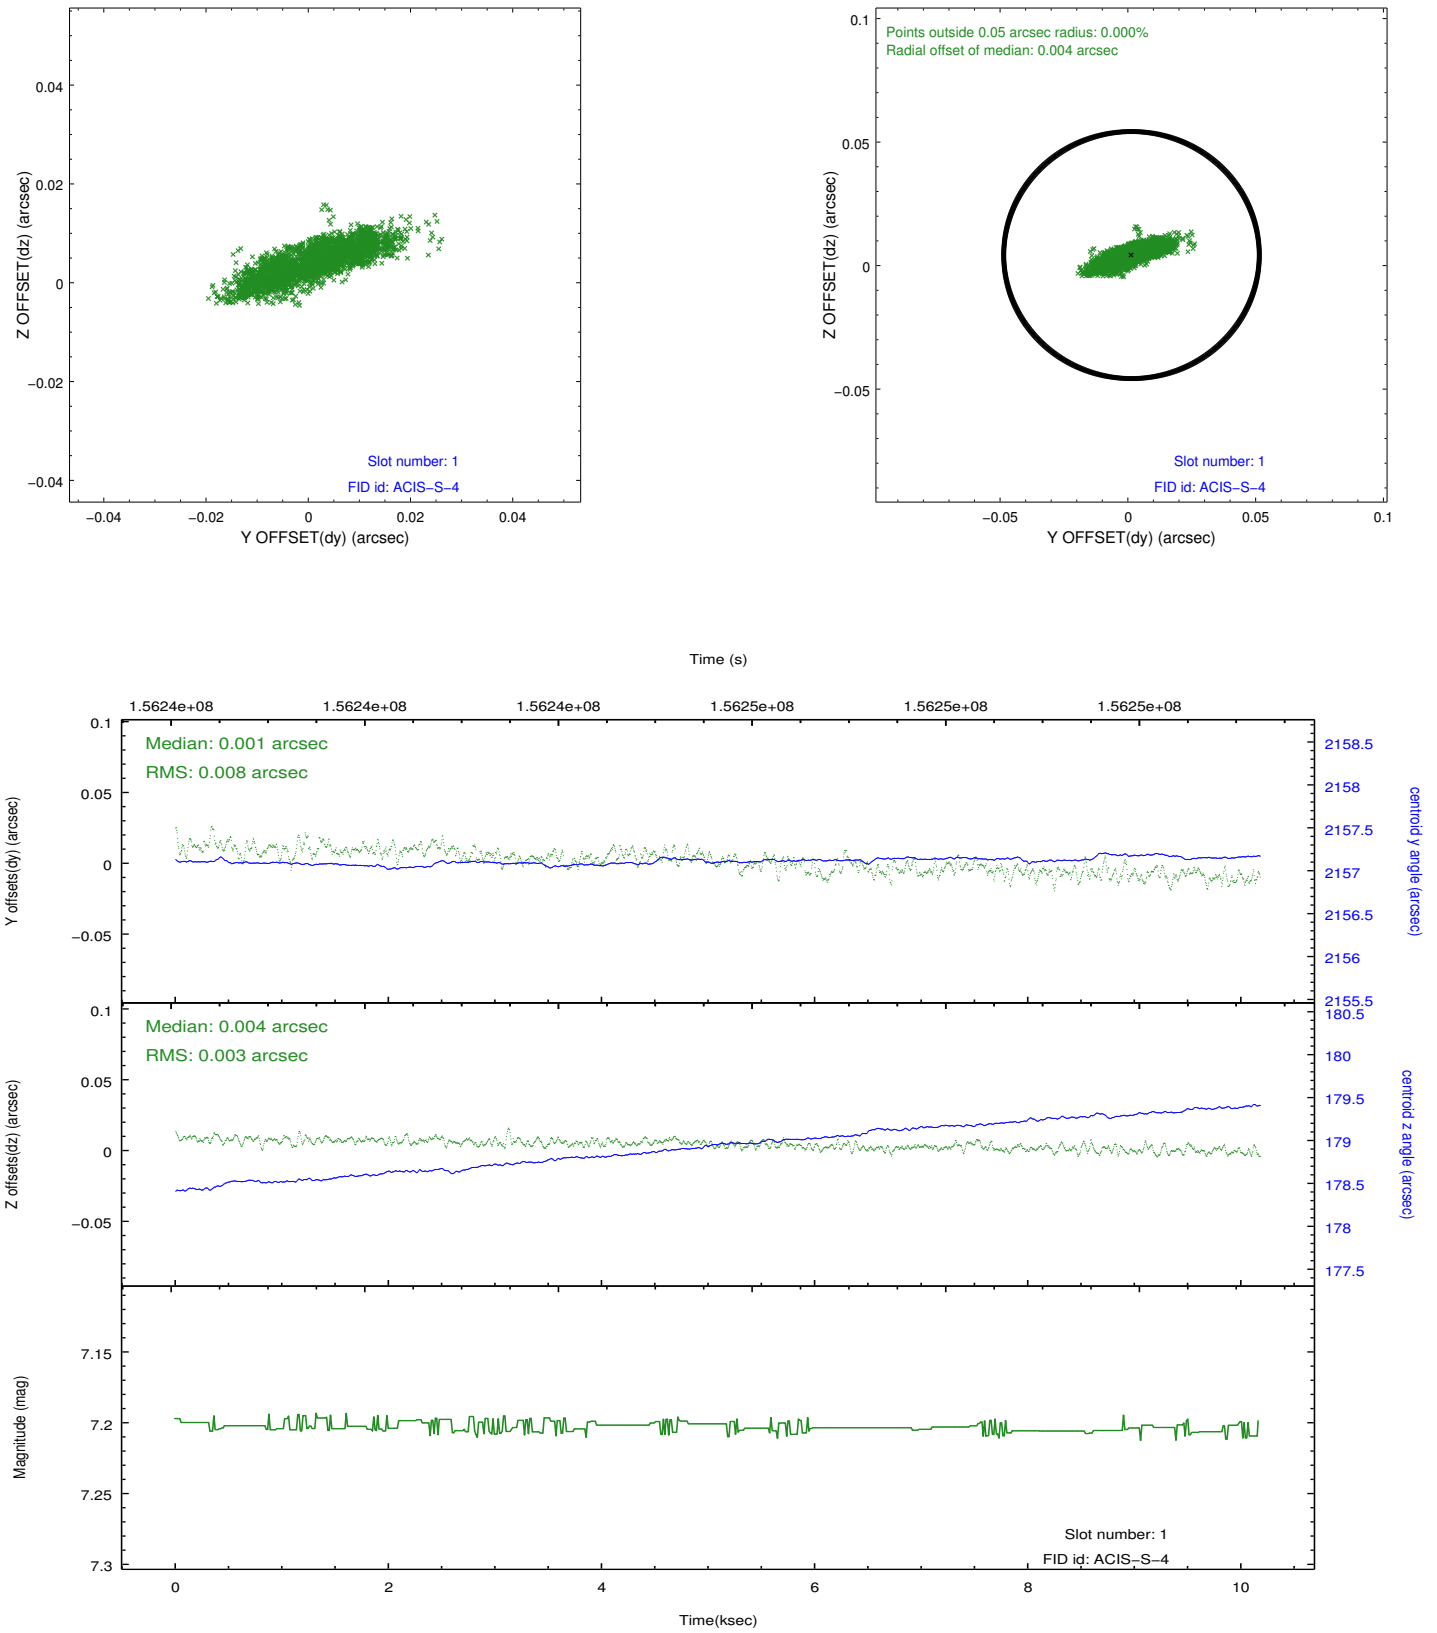 0.04
0.02
0
−0.02
−0.04
Z OFFSET(dz) (arcsec)
Slot number: 1
FID id: ACIS−S−4
−0.04 −0.02 0 0.02 0.04
Y OFFSET(dy) (arcsec)
Points outside 0.05 arcsec radius: 0.000%
Radial offset of median: 0.004 arcsec
0.1
0.05
0
−0.05
Z OFFSET(dz) (arcsec)
Slot number: 1
FID id: ACIS−S−4
−0.05 0 0.05 0.1
Y OFFSET(dy) (arcsec)
Time (s)
1.5624e+08 1.5624e+08 1.5624e+08 1.5625e+08 1.5625e+08 1.5625e+08
Median: 0.001 arcsec
RMS: 0.008 arcsec
0.1
0.05
0
−0.05
Y offsets(dy) (arcsec)
2158.5
2158
2157.5
2157
2156.5
2156
2155.5
centroid y angle (arcsec)
Median: 0.004 arcsec
RMS: 0.003 arcsec
0.1
0.05
0
−0.05
Z offsets(dz) (arcsec)
180.5
180
179.5
179
178.5
178
177.5
centroid z angle (arcsec)
7.15
7.2
7.25
7.3
Magnitude (mag)
Slot number: 1
FID id: ACIS−S−4
0 2 4 6 8 10
Time(ksec)